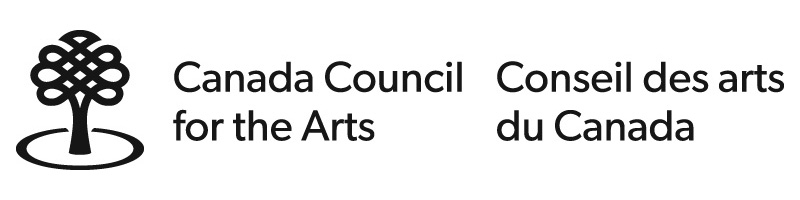 Canada Council
for the Arts
Conseil des arts
du Canada